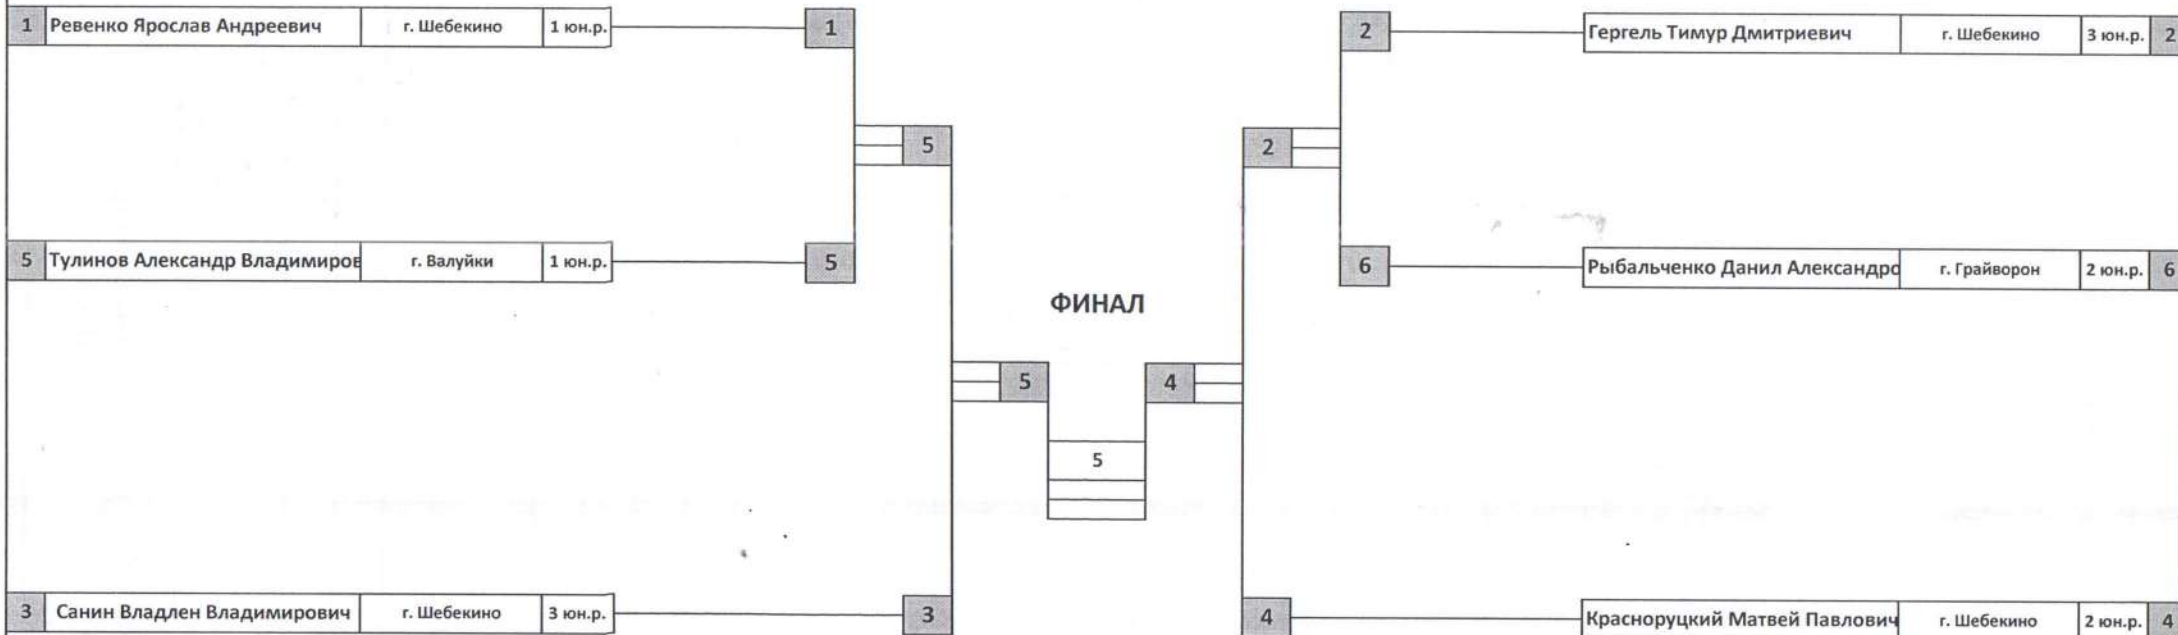 1 Ревенко Ярослав Андреевич г. Шебекино 1 юн.р. 1 2 Гергель Тимур Дмитриевич г. Шебекино 3 юн.р. 2
5 2
5 Тулинов Александр Владимиров г. Валуйки 1 юн.р. 5 6 Рыбальченко Данил Александро г. Грайворон 2 юн.р. 6
ФИНАЛ
5 4
5
3 Санин Владлен Владимирович г. Шебекино 3 юн.р. 3 4 Красноруцкий Матвей Павлович г. Шебекино 2 юн.р. 4